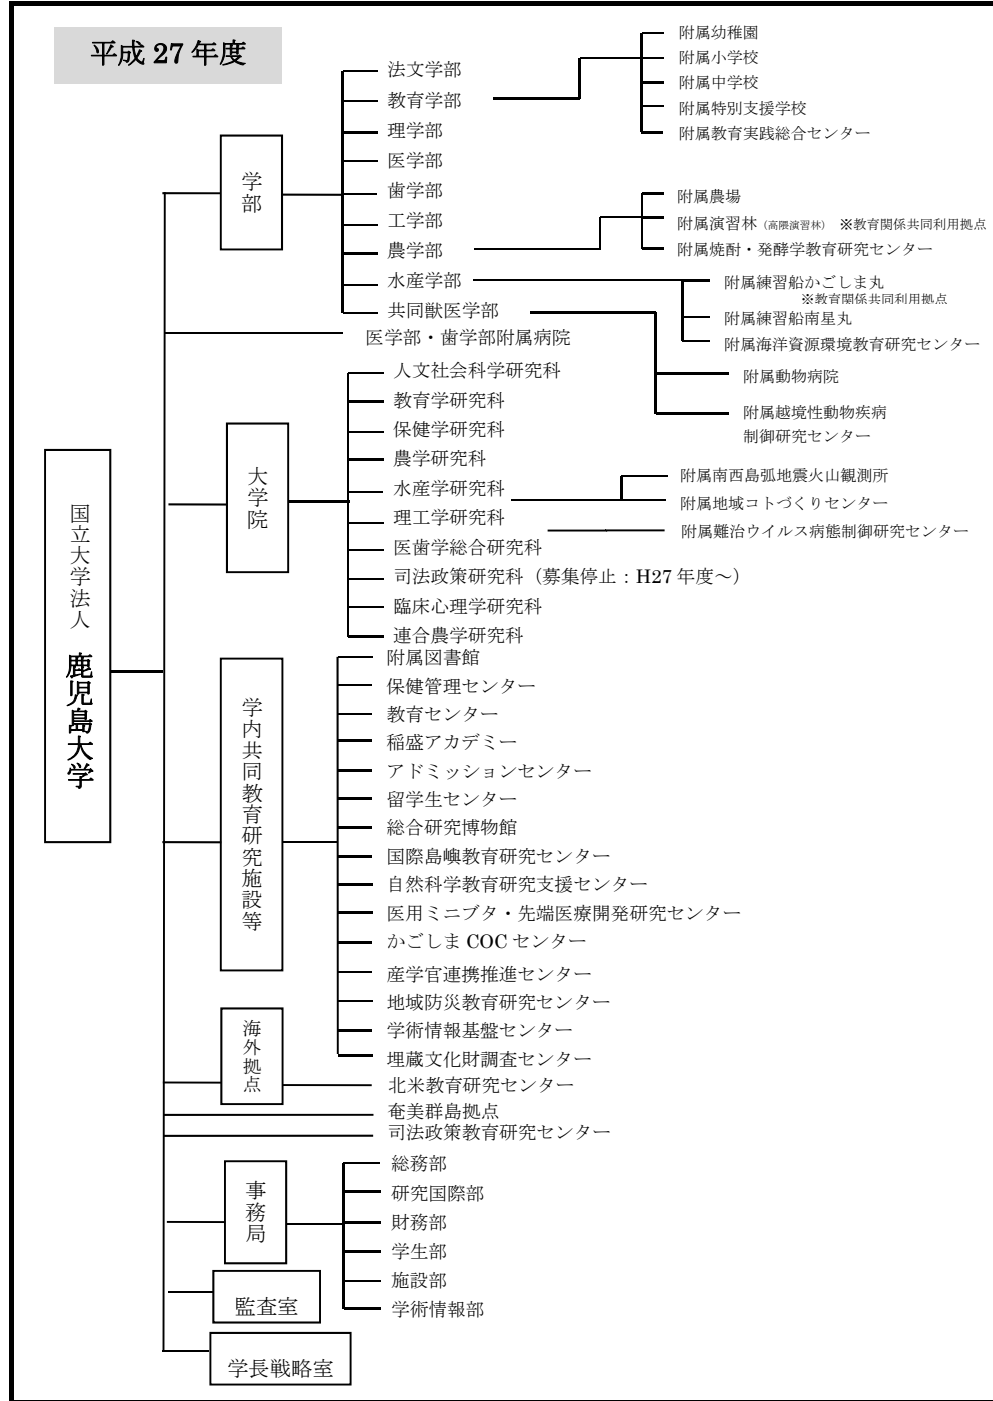 平成 27 年度
国立大学法人 鹿児島大学
学部
法文学部
教育学部
附属幼稚園
附属小学校
附属中学校
附属特別支援学校
附属教育実践総合センター
理学部
医学部
歯学部
工学部
農学部
附属農場
附属演習林（高隈演習林） ※教育関係共同利用拠点
附属焼酎・発酵学教育研究センター
水産学部
附属練習船かごしま丸
※教育関係共同利用拠点
附属練習船南星丸
附属海洋資源環境教育研究センター
共同獣医学部
附属動物病院
附属越境性動物疾病
制御研究センター
医学部・歯学部附属病院
大学院
人文社会科学研究科
教育学研究科
保健学研究科
農学研究科
水産学研究科
理工学研究科
附属南西島弧地震火山観測所
附属地域コトづくりセンター
医歯学総合研究科
附属難治ウイルス病態制御研究センター
司法政策研究科（募集停止：H27 年度～）
臨床心理学研究科
連合農学研究科
学内共同教育研究施設等
附属図書館
保健管理センター
教育センター
稲盛アカデミー
アドミッションセンター
留学生センター
総合研究博物館
国際島嶼教育研究センター
自然科学教育研究支援センター
医用ミニブタ・先端医療開発研究センター
かごしま COC センター
産学官連携推進センター
地域防災教育研究センター
学術情報基盤センター
埋蔵文化財調査センター
海外拠点
北米教育研究センター
奄美群島拠点
司法政策教育研究センター
事務局
総務部
研究国際部
財務部
学生部
施設部
学術情報部
監査室
学長戦略室